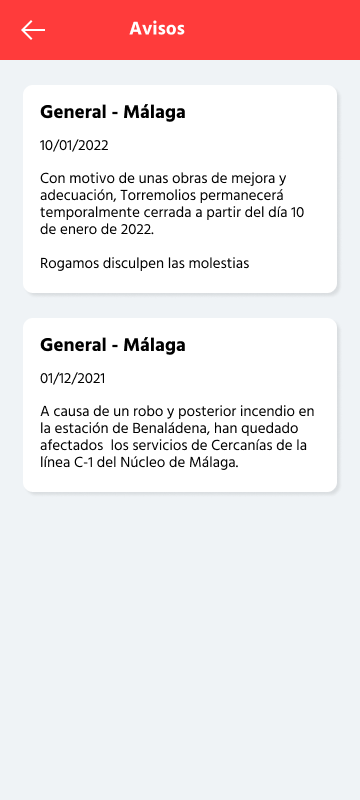 Avisos
General - Málaga
10/01/2022
Con motivo de unas obras de mejora y
adecuación, Torremolios permanecerá
temporalmente cerrada a partir del día 10
de enero de 2022.
Rogamos disculpen las molestias
General - Málaga
01/12/2021
A causa de un robo y posterior incendio en
la estación de Benaládena, han quedado
afectados  los servicios de Cercanías de la
línea C-1 del Núcleo de Málaga.